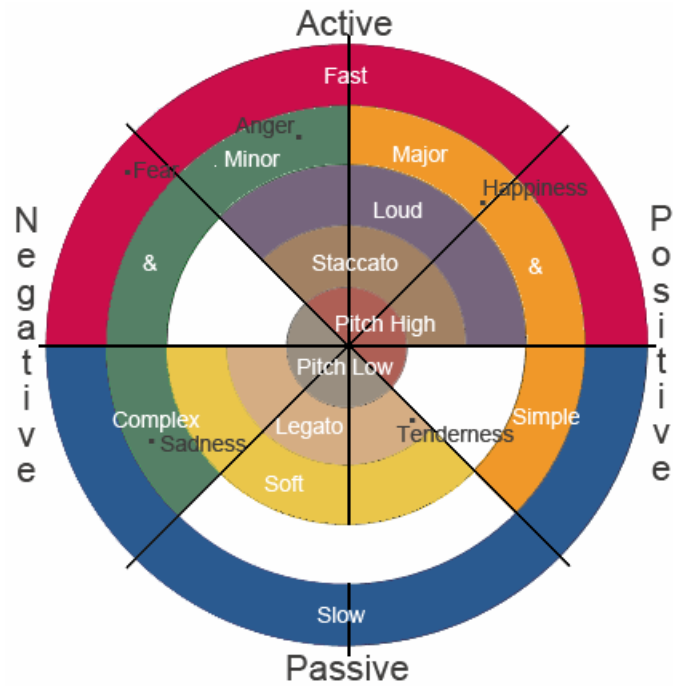 Active
Fast
Anger
Minor
Major
Fear
Happiness
Loud
Negative
Positive
&
Staccato
&
Pitch High
Pitch Low
Complex
Simple
Legato
Tenderness
Sadness
Soft
Slow
Passive